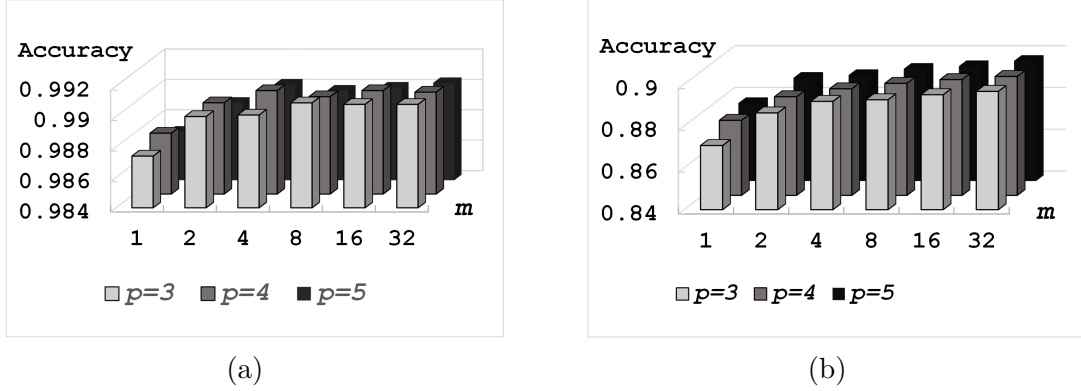 Accuracy
0.992
0.99
0.988
0.986
0.984
m
1 2 4 8 16 32
p=3 p=4 p=5
(a)
Accuracy
0.9
0.88
0.86
0.84
m
1 2 4 8 16 32
p=3 p=4 p=5
(b)